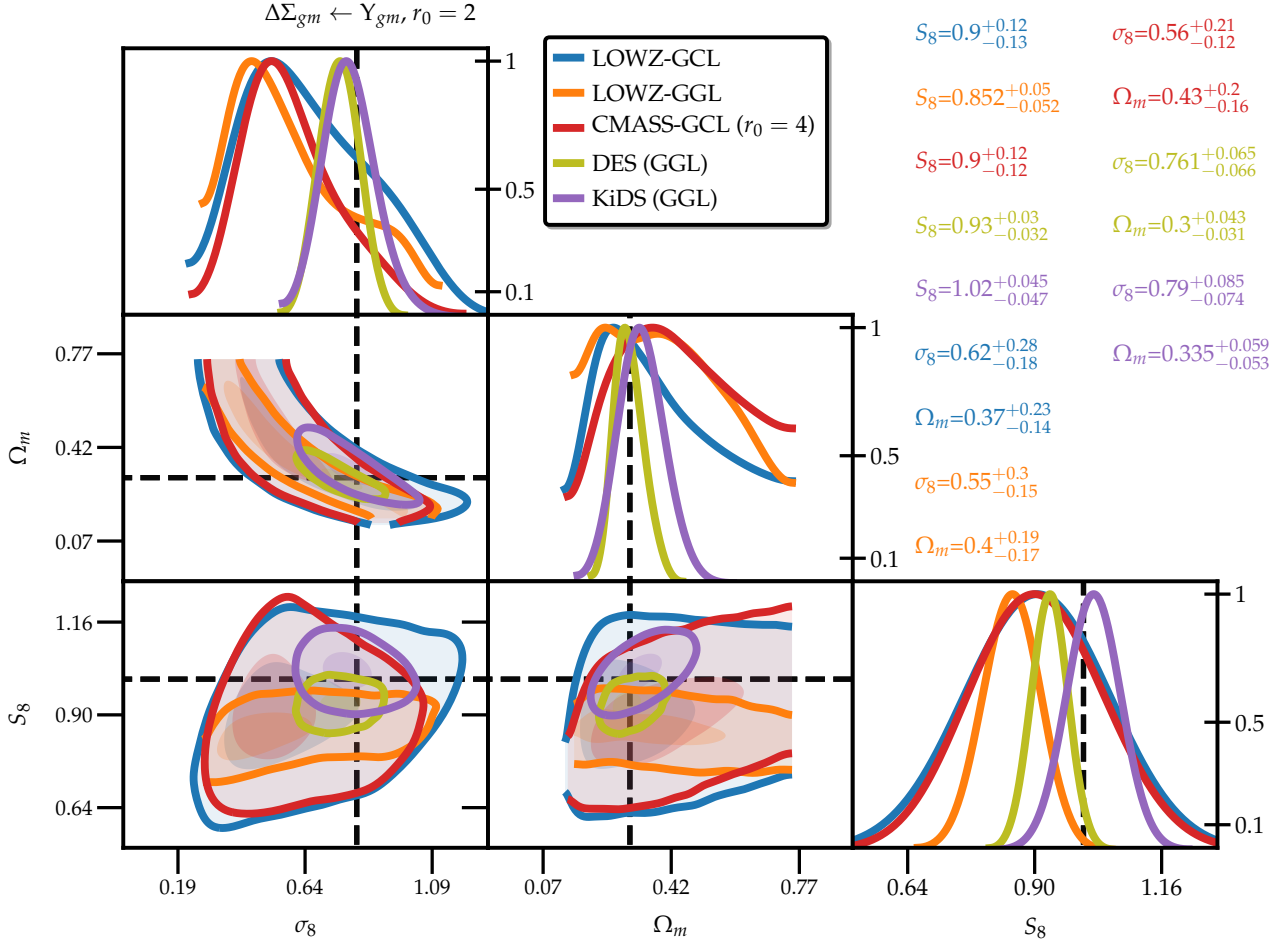 ΔΣ_{gm} ← Υ_{gm}, r_0 = 2
LOWZ-GCL
LOWZ-GGL
CMASS-GCL (r_0 = 4)
DES (GGL)
KiDS (GGL)
S_8=0.9^{+0.12}_{−0.13}
σ_8=0.56^{+0.21}_{−0.12}
S_8=0.852^{+0.05}_{−0.052}
Ω_m=0.43^{+0.2}_{−0.16}
S_8=0.9^{+0.12}_{−0.12}
σ_8=0.761^{+0.065}_{−0.066}
S_8=0.93^{+0.03}_{−0.032}
Ω_m=0.3^{+0.043}_{−0.031}
S_8=1.02^{+0.045}_{−0.047}
σ_8=0.79^{+0.085}_{−0.074}
σ_8=0.62^{+0.28}_{−0.18}
Ω_m=0.335^{+0.059}_{−0.053}
Ω_m=0.37^{+0.23}_{−0.14}
σ_8=0.55^{+0.3}_{−0.15}
Ω_m=0.4^{+0.19}_{−0.17}
1
0.5
0.1
Ω_m
0.77
0.42
0.07
1
0.5
0.1
S_8
1.16
0.90
0.64
1
0.5
0.1
0.19 0.64 1.09
0.07 0.42 0.77
0.64 0.90 1.16
σ_8
Ω_m
S_8